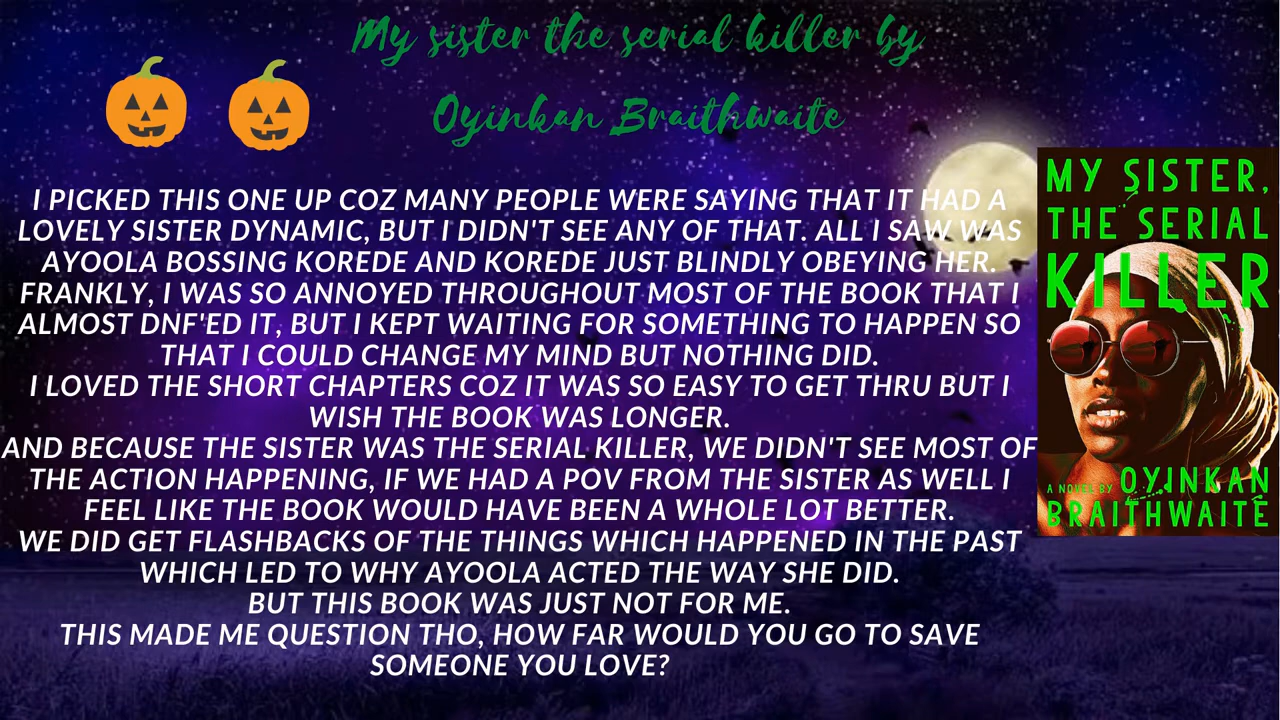 My sister the serial killer by
Oyinkan Braithwaite
I PICKED THIS ONE UP COZ MANY PEOPLE WERE SAYING THAT IT HAD A
LOVELY SISTER DYNAMIC, BUT I DIDN'T SEE ANY OF THAT. ALL I SAW WAS
AYOOLA BOSSING KOREDE AND KOREDE JUST BLINDLY OBEYING HER.
FRANKLY, I WAS SO ANNOYED THROUGHOUT MOST OF THE BOOK THAT I
ALMOST DNF'ED IT, BUT I KEPT WAITING FOR SOMETHING TO HAPPEN SO
THAT I COULD CHANGE MY MIND BUT NOTHING DID.
I LOVED THE SHORT CHAPTERS COZ IT WAS SO EASY TO GET THRU BUT I
WISH THE BOOK WAS LONGER.
AND BECAUSE THE SISTER WAS THE SERIAL KILLER, WE DIDN'T SEE MOST OF
THE ACTION HAPPENING, IF WE HAD A POV FROM THE SISTER AS WELL I
FEEL LIKE THE BOOK WOULD HAVE BEEN A WHOLE LOT BETTER.
WE DID GET FLASHBACKS OF THE THINGS WHICH HAPPENED IN THE PAST
WHICH LED TO WHY AYOOLA ACTED THE WAY SHE DID.
BUT THIS BOOK WAS JUST NOT FOR ME.
THIS MADE ME QUESTION THO, HOW FAR WOULD YOU GO TO SAVE
SOMEONE YOU LOVE?
MY SISTER,
THE SERIAL
KILLER
A NOVEL BY OYINKAN
BRAITHWAITE